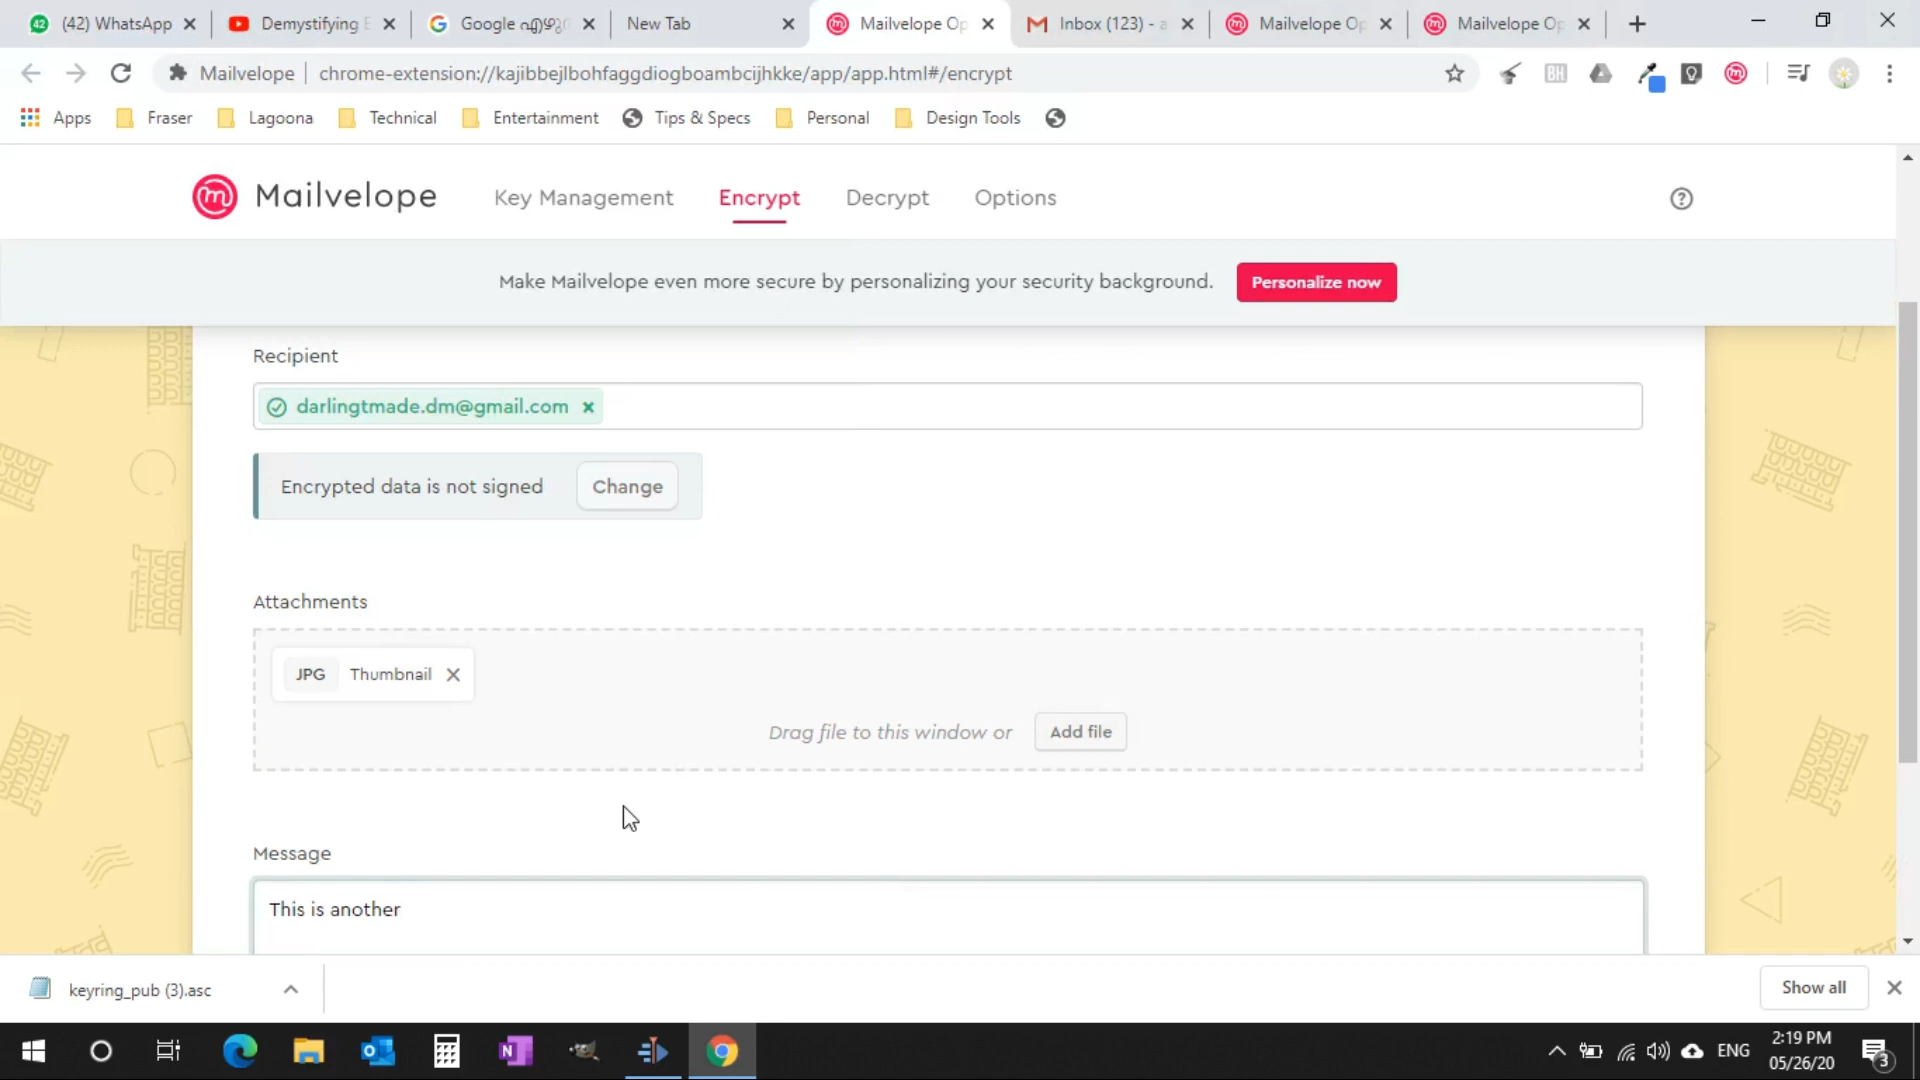 (42) WhatsApp
Demystifying E
Google എഴുത
New Tab
Mailvelope Op
Inbox (123) - a
Mailvelope Op
Mailvelope Op
Mailvelope
chrome-extension://kajibbejlbohfaggdiogboambcijhkke/app/app.html#/encrypt
Apps
Fraser
Lagoona
Technical
Entertainment
Tips & Specs
Personal
Design Tools
Mailvelope
Key Management
Encrypt
Decrypt
Options
Make Mailvelope even more secure by personalizing your security background.
Personalize now
Recipient
darlingtmade.dm@gmail.com
Encrypted data is not signed
Change
Attachments
JPG Thumbnail
Drag file to this window or
Add file
Message
This is another
keyring_pub (3).asc
Show all
ENG
2:19 PM
05/26/20
3